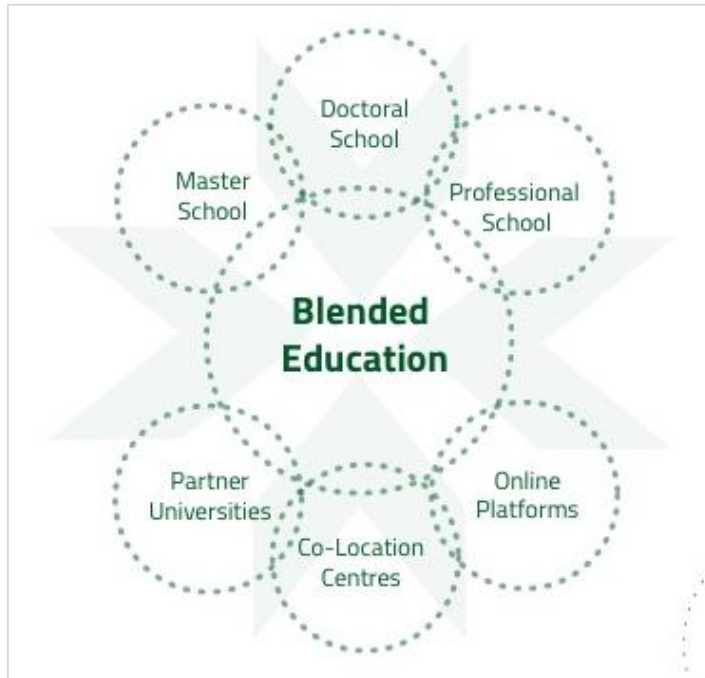 Doctoral
School
Master
School
Professional
School
Blended
Education
Partner
Universities
Online
Platforms
Co-Location
Centres